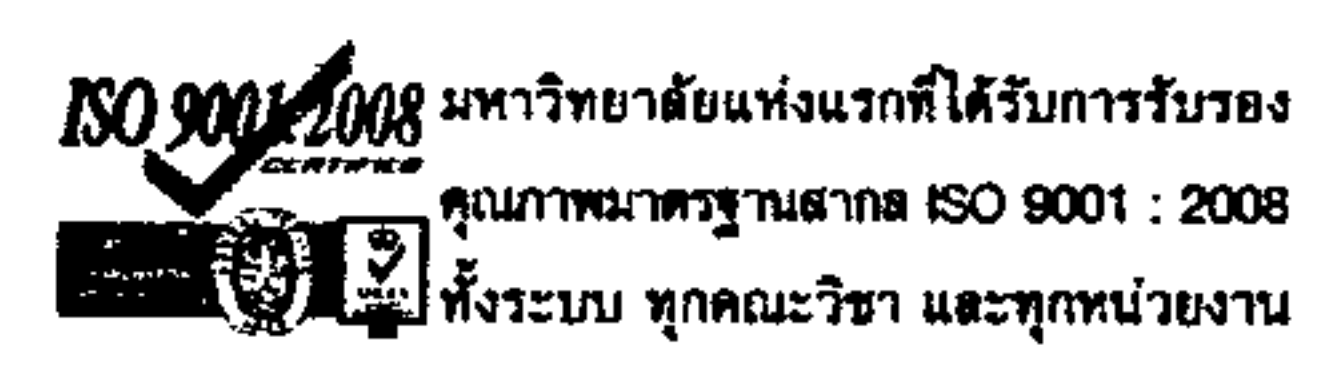 ISO 9001:2008
CERTIFIED
มหาวิทยาลัยแห่งแรกที่ได้รับการรับรอง
คุณภาพมาตรฐานสากล ISO 9001 : 2008
ทั้งระบบ ทุกคณะวิชา และทุกหน่วยงาน